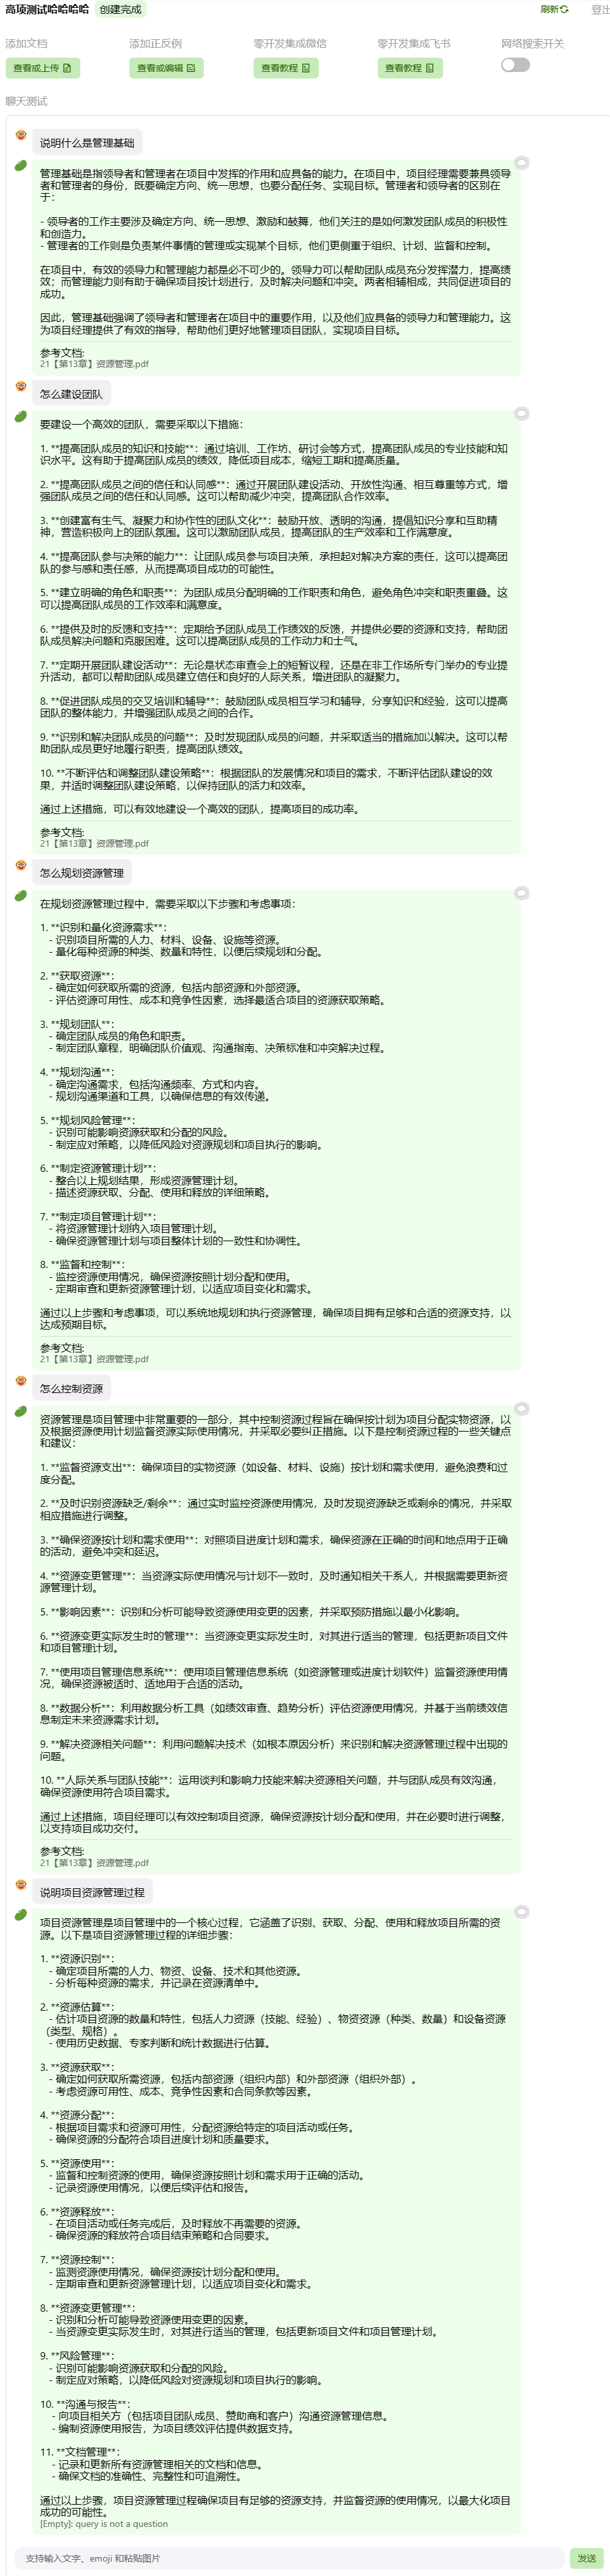 高项测试哈哈哈哈 创建完成 刷新 登出
添加文档 添加正反例 零开发集成微信 零开发集成飞书 网络搜索开关
查看或上传 查看或编辑 查看教程 查看教程
聊天测试
说明什么是管理基础
管理基础是指领导者和管理者在项目中发挥的作用和应具备的能力。在项目中，项目经理需要兼具领导
者和管理者的身份，既要确定方向、统一思想，也要分配任务、实现目标。管理者和领导者的区别在
于：
- 领导者的工作主要涉及确定方向、统一思想、激励和鼓舞，他们关注的是如何激发团队成员的积极性
和创造力。
- 管理者的工作则是负责某件事情的管理或实现某个目标，他们更侧重于组织、计划、监督和控制。
在项目中，有效的领导力和管理能力都是必不可少的。领导力可以帮助团队成员充分发挥潜力，提高绩
效；而管理能力则有助于确保项目按计划进行，及时解决问题和冲突。两者相辅相成，共同促进项目的
成功。
因此，管理基础强调了领导者和管理者在项目中的重要作用，以及他们应具备的领导力和管理能力。这
为项目经理提供了有效的指导，帮助他们更好地管理项目团队，实现项目目标。
参考文档:
21【第13章】资源管理.pdf
怎么建设团队
要建设一个高效的团队，需要采取以下措施：
1. **提高团队成员的知识和技能**：通过培训、工作坊、研讨会等方式，提高团队成员的专业技能和知
识水平。这有助于提高团队成员的绩效，降低项目成本，缩短工期和提高质量。
2. **提高团队成员之间的信任和认同感**：通过开展团队建设活动、开放性沟通、相互尊重等方式，增
强团队成员之间的信任和认同感。这可以帮助减少冲突，提高团队合作效率。
3. **创建富有生气、凝聚力和协作性的团队文化**：鼓励开放、透明的沟通，提倡知识分享和互助精
神，营造积极向上的团队氛围。这可以激励团队成员，提高团队的生产效率和工作满意度。
4. **提高团队参与决策的能力**：让团队成员参与项目决策，承担起对解决方案的责任，这可以提高团
队的参与感和责任感，从而提高项目成功的可能性。
5. **建立明确的角色和职责**：为团队成员分配明确的工作职责和角色，避免角色冲突和职责重叠。这
可以提高团队成员的工作效率和满意度。
6. **提供及时的反馈和支持**：定期给予团队成员工作绩效的反馈，并提供必要的资源和支持，帮助团
队成员解决问题和克服困难。这可以提高团队成员的工作动力和士气。
7. **定期开展团队建设活动**：无论是状态审查会上的短暂议程，还是在非工作场所专门举办的专业提
升活动，都可以帮助团队成员建立信任和良好的人际关系，增进团队的凝聚力。
8. **促进团队成员的交叉培训和辅导**：鼓励团队成员相互学习和辅导，分享知识和经验，这可以提高
团队的整体能力，并增强团队成员之间的合作。
9. **识别和解决团队成员的问题**：及时发现团队成员的问题，并采取适当的措施加以解决。这可以帮
助团队成员更好地履行职责，提高团队绩效。
10. **不断评估和调整团队建设策略**：根据团队的发展情况和项目的需求，不断评估团队建设的效
果，并适时调整团队建设策略，以保持团队的活力和效率。
通过上述措施，可以有效地建设一个高效的团队，提高项目的成功率。
参考文档:
21【第13章】资源管理.pdf
怎么规划资源管理
在规划资源管理过程中，需要采取以下步骤和考虑事项：
1. **识别和量化资源需求**：
- 识别项目所需的人力、材料、设备、设施等资源。
- 量化每种资源的种类、数量和特性，以便后续规划和分配。
2. **获取资源**：
- 确定如何获取所需的资源，包括内部资源和外部资源。
- 评估资源可用性、成本和竞争性因素，选择最适合项目的资源获取策略。
3. **规划团队**：
- 确定团队成员的角色和职责。
- 制定团队章程，明确团队价值观、沟通指南、决策标准和冲突解决过程。
4. **规划沟通**：
- 确定沟通需求，包括沟通频率、方式和内容。
- 规划沟通渠道和工具，以确保信息的有效传递。
5. **规划风险管理**：
- 识别可能影响资源获取和分配的风险。
- 制定应对策略，以降低风险对资源规划和项目执行的影响。
6. **制定资源管理计划**：
- 整合以上规划结果，形成资源管理计划。
- 描述资源获取、分配、使用和释放的详细策略。
7. **制定项目管理计划**：
- 将资源管理计划纳入项目管理计划。
- 确保资源管理计划与项目整体计划的一致性和协调性。
8. **监督和控制**：
- 监控资源使用情况，确保资源按照计划分配和使用。
- 定期审查和更新资源管理计划，以适应项目变化和需求。
通过以上步骤和考虑事项，可以系统地规划和执行资源管理，确保项目拥有足够和合适的资源支持，以
达成预期目标。
参考文档:
21【第13章】资源管理.pdf
怎么控制资源
资源管理是项目管理中非常重要的一部分，其中控制资源过程旨在确保按计划为项目分配实物资源，以
及根据资源使用计划监督资源实际使用情况，并采取必要纠正措施。以下是控制资源过程的一些关键点
和建议：
1. **监督资源支出**：确保项目的实物资源（如设备、材料、设施）按计划和需求使用，避免浪费和过
度分配。
2. **及时识别资源缺乏/剩余**：通过实时监控资源使用情况，及时发现资源缺乏或剩余的情况，并采取
相应措施进行调整。
3. **确保资源按计划和需求使用**：对照项目进度计划和需求，确保资源在正确的时间和地点用于正确
的活动，避免冲突和延迟。
4. **资源变更管理**：当资源实际使用情况与计划不一致时，及时通知相关干系人，并根据需要更新资
源管理计划。
5. **影响因素**：识别和分析可能导致资源使用变更的因素，并采取预防措施以最小化影响。
6. **资源变更实际发生时的管理**：当资源变更实际发生时，对其进行适当的管理，包括更新项目文件
和项目管理计划。
7. **使用项目管理信息系统**：使用项目管理信息系统（如资源管理或进度计划软件）监督资源使用情
况，确保资源被适时、适地用于合适的活动。
8. **数据分析**：利用数据分析工具（如绩效审查、趋势分析）评估资源使用情况，并基于当前绩效信
息制定未来资源需求计划。
9. **解决资源相关问题**：利用问题解决技术（如根本原因分析）来识别和解决资源管理过程中出现的
问题。
10. **人际关系与团队技能**：运用谈判和影响力技能来解决资源相关问题，并与团队成员有效沟通，
确保资源使用符合项目需求。
通过上述措施，项目经理可以有效控制项目资源，确保资源按计划分配和使用，并在必要时进行调整，
以支持项目成功交付。
参考文档:
21【第13章】资源管理.pdf
说明项目资源管理过程
项目资源管理是项目管理中的一个核心过程，它涵盖了识别、获取、分配、使用和释放项目所需的资
源。以下是项目资源管理过程的详细步骤：
1. **资源识别**：
- 确定项目所需的人力、物资、设备、技术和其他资源。
- 分析每种资源的需求，并记录在资源清单中。
2. **资源估算**：
- 估计项目资源的数量和特性，包括人力资源（技能、经验）、物资资源（种类、数量）和设备资源
（类型、规格）。
- 使用历史数据、专家判断和统计数据进行估算。
3. **资源获取**：
- 确定如何获取所需资源，包括内部资源（组织内部）和外部资源（组织外部）。
- 考虑资源可用性、成本、竞争性因素和合同条款等因素。
4. **资源分配**：
- 根据项目需求和资源可用性，分配资源给特定的项目活动或任务。
- 确保资源的分配符合项目进度计划和质量要求。
5. **资源使用**：
- 监督和控制资源的使用，确保资源按照计划和需求用于正确的活动。
- 记录资源使用情况，以便后续评估和报告。
6. **资源释放**：
- 在项目活动或任务完成后，及时释放不再需要的资源。
- 确保资源的释放符合项目结束策略和合同要求。
7. **资源控制**：
- 监测资源使用情况，确保资源按计划分配和使用。
- 定期审查和更新资源管理计划，以适应项目变化和需求。
8. **资源变更管理**：
- 识别和分析可能导致资源使用变更的因素。
- 当资源变更实际发生时，对其进行适当的管理，包括更新项目文件和项目管理计划。
9. **风险管理**：
- 识别可能影响资源获取和分配的风险。
- 制定应对策略，以降低风险对资源规划和项目执行的影响。
10. **沟通与报告**：
- 向项目相关方（包括项目团队成员、赞助商和客户）沟通资源管理信息。
- 编制资源使用报告，为项目绩效评估提供数据支持。
11. **文档管理**：
- 记录和更新所有资源管理相关的文档和信息。
- 确保文档的准确性、完整性和可追溯性。
通过以上步骤，项目资源管理过程确保项目有足够的资源支持，并监督资源的使用情况，以最大化项目
成功的可能性。
[Empty]: query is not a question
支持输入文字、emoji 和粘贴图片 发送